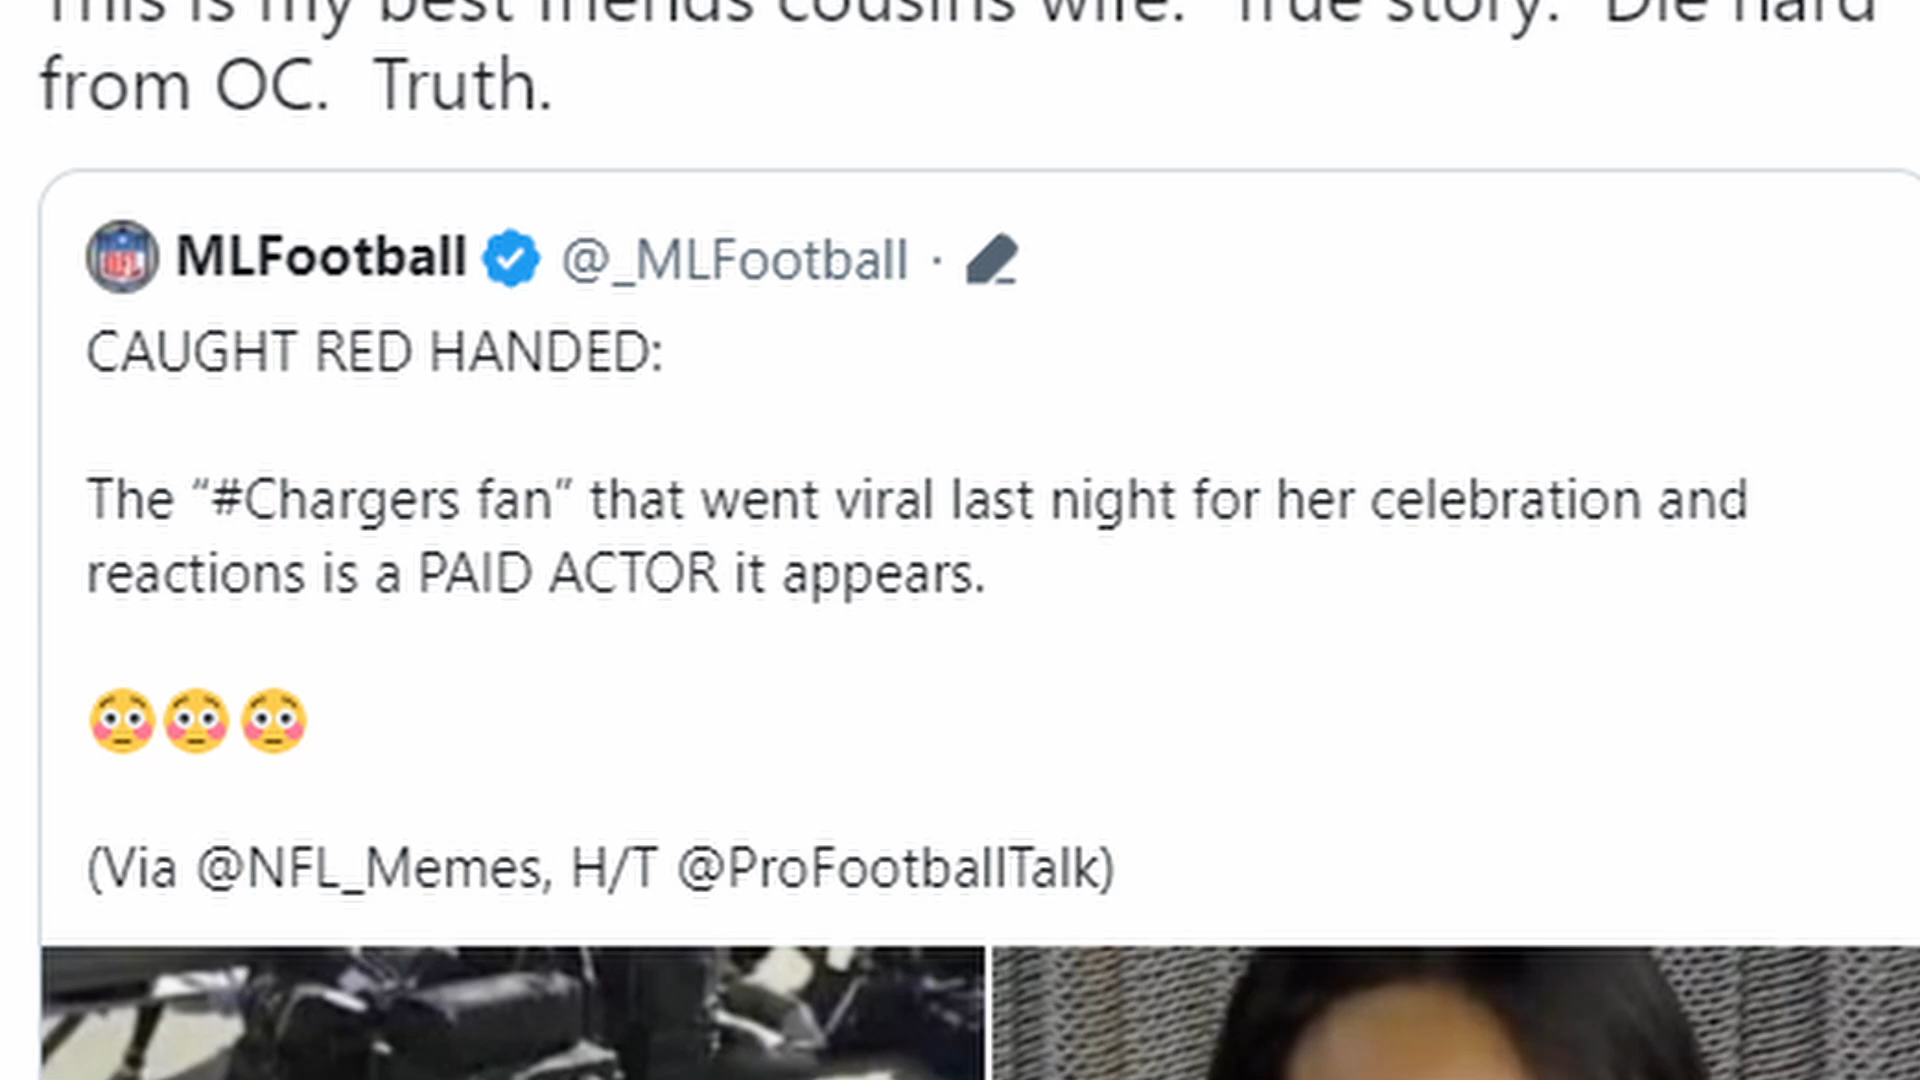 This is my best friends cousins wife. True story. Die hard
from OC. Truth.
MLFootball @_MLFootball ·
CAUGHT RED HANDED:
The “#Chargers fan” that went viral last night for her celebration and
reactions is a PAID ACTOR it appears.
😳😳😳
(Via @NFL_Memes, H/T @ProFootballTalk)